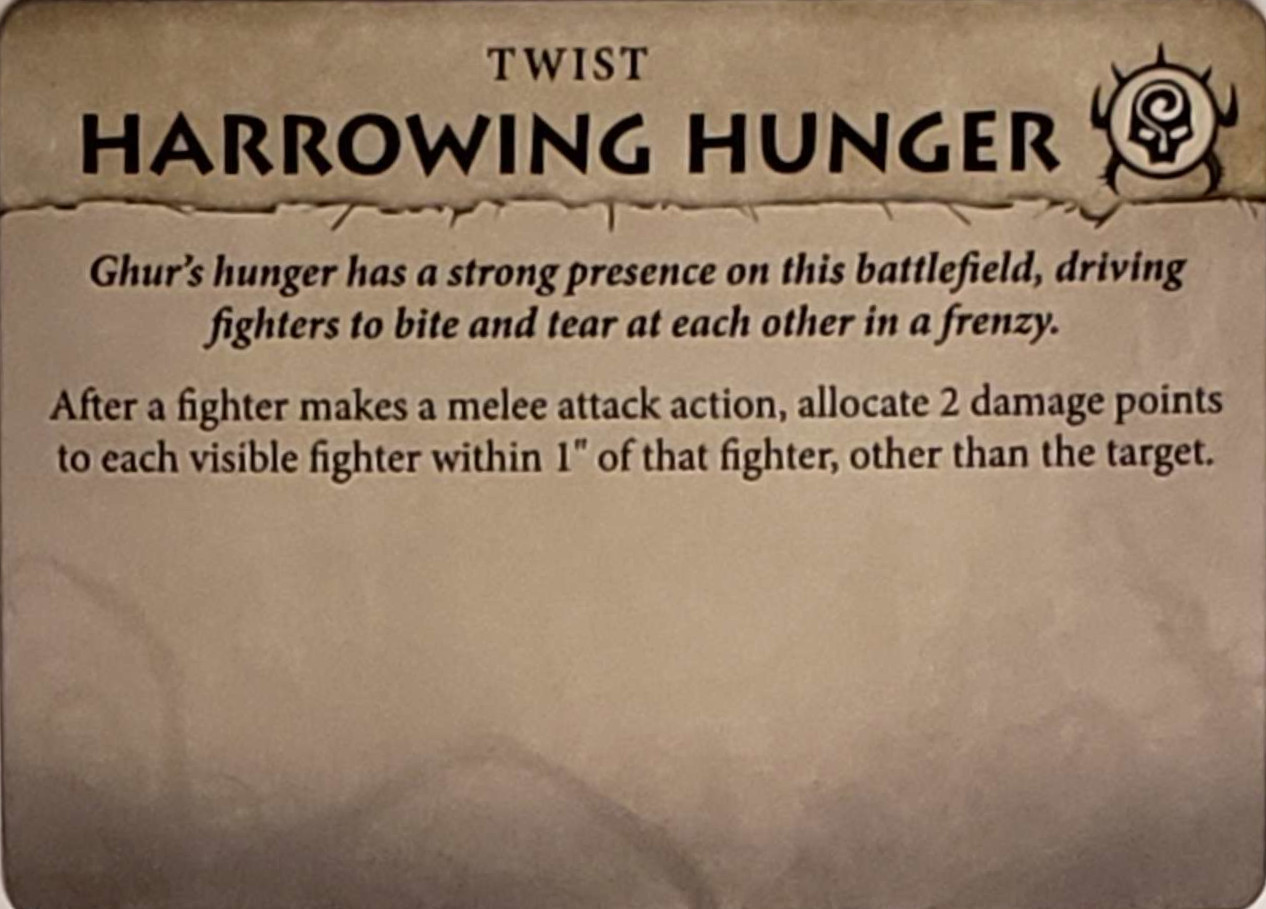 TWIST
HARROWING HUNGER
Ghur's hunger has a strong presence on this battlefield, driving
fighters to bite and tear at each other in a frenzy.
After a fighter makes a melee attack action, allocate 2 damage points
to each visible fighter within 1" of that fighter, other than the target.